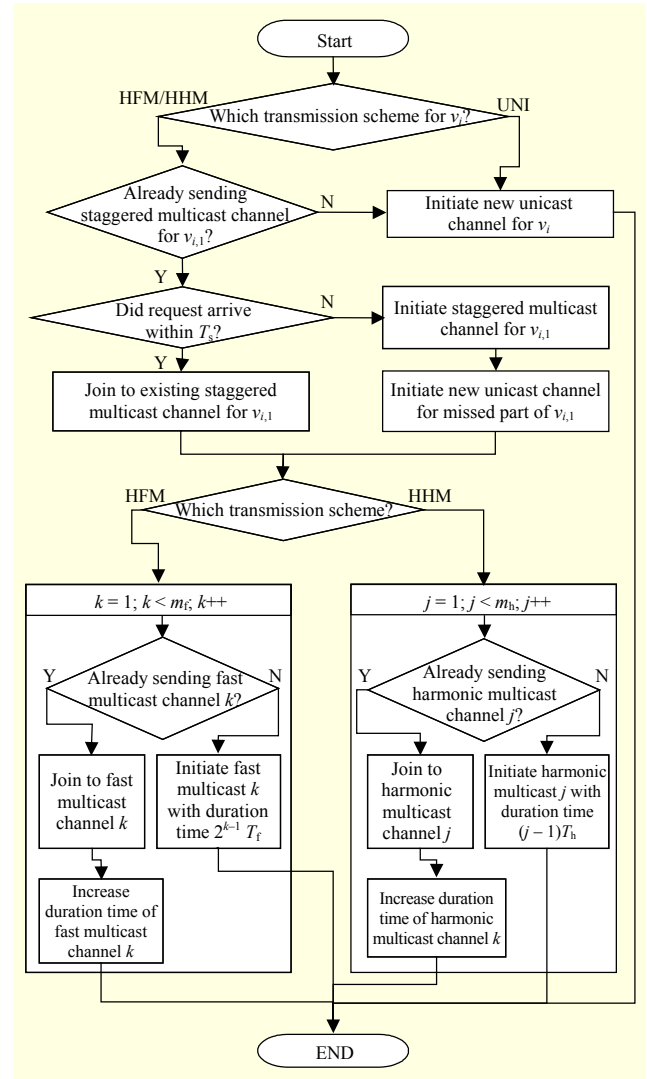 Start
HFM/HHM
UNI
Which transmission scheme for vᵢ?
Already sending
staggered multicast channel
for vᵢ,₁?
N
Initiate new unicast
channel for vᵢ
Y
Did request arrive
within Tₛ?
N
Initiate staggered multicast
channel for vᵢ,₁
Y
Join to existing staggered
multicast channel for vᵢ,₁
Initiate new unicast channel
for missed part of vᵢ,₁
HFM
HHM
Which transmission scheme?
k = 1; k < m_f; k++
Y
N
Already sending fast
multicast channel k?
Join to fast
multicast
channel k
Initiate fast
multicast k
with duration
time 2^{k–1} T_f
Increase
duration time of
fast multicast
channel k
j = 1; j < m_h; j++
Y
N
Already sending
harmonic multicast
channel j?
Join to
harmonic
multicast
channel j
Initiate harmonic
multicast j with
duration time
(j – 1)T_h
Increase duration
time of harmonic
multicast channel k
END